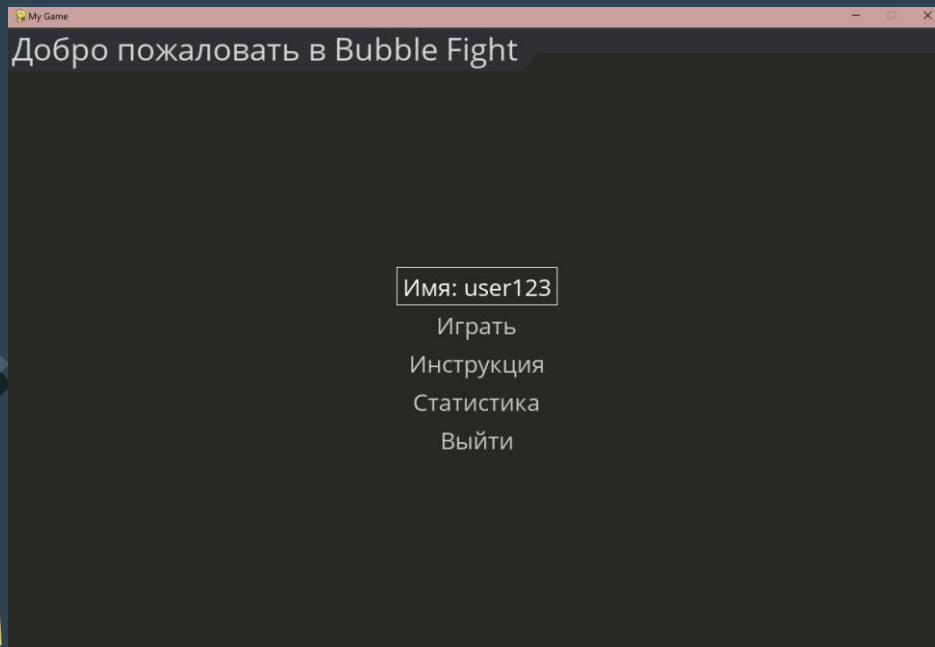 My Game
Добро пожаловать в Bubble Fight
Имя: user123
Играть
Инструкция
Статистика
Выйти